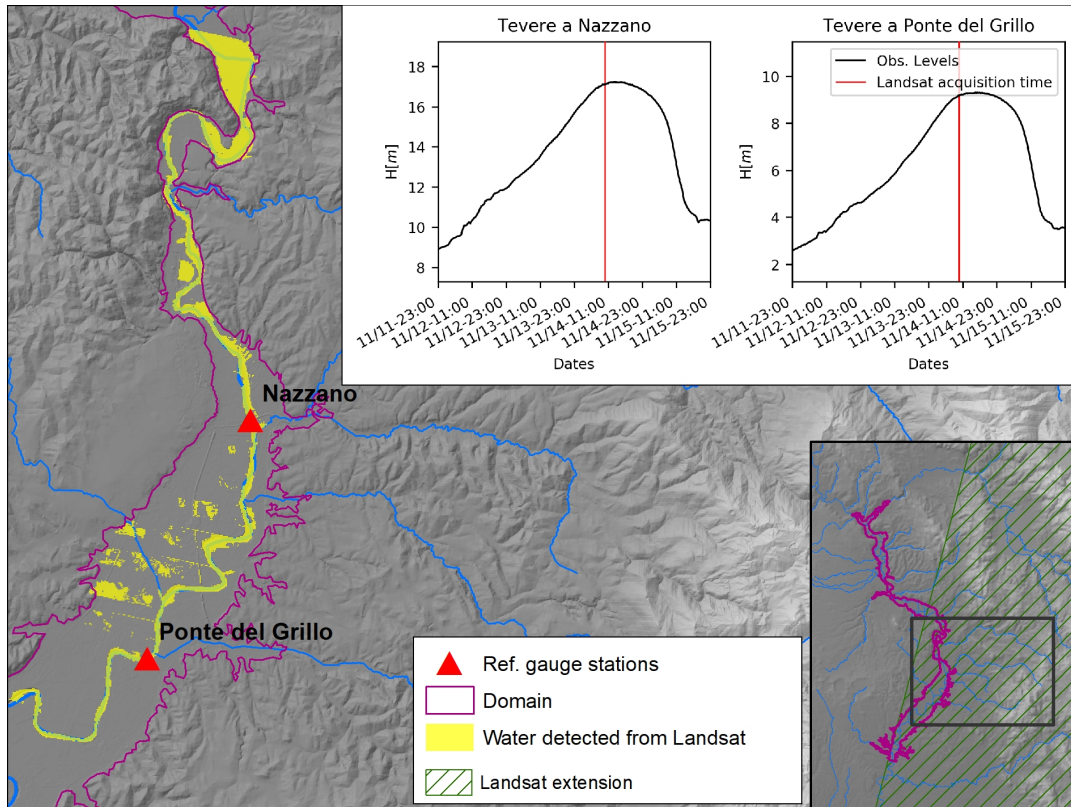 Tevere a Nazzano
H[m]
16
14
12
10
8
11/11-23:00
11/12-11:00
11/12-23:00
11/13-11:00
11/13-23:00
11/14-11:00
11/14-23:00
11/15-11:00
11/15-23:00
Dates
Tevere a Ponte del Grillo
Obs. Levels
Landsat acquisition time
H[m]
10
8
6
4
2
11/11-23:00
11/12-11:00
11/12-23:00
11/13-11:00
11/13-23:00
11/14-11:00
11/14-23:00
11/15-11:00
11/15-23:00
Dates
Nazzano
Ponte del Grillo
Ref. gauge stations
Domain
Water detected from Landsat
Landsat extension